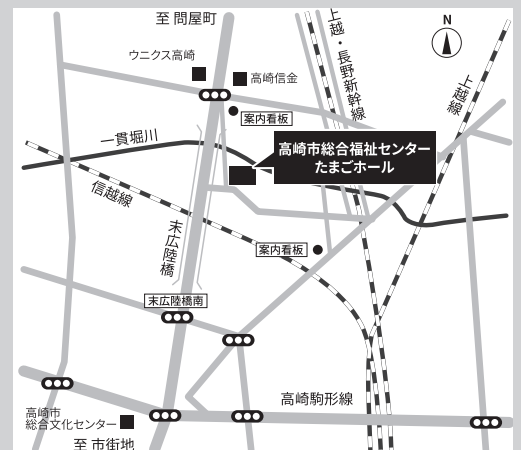 至 問屋町
上越・長野新幹線
N
ウニクス高崎
高崎信金
上越線
案内看板
一貫堀川
高崎市総合福祉センター
たまごホール
信越線
末広陸橋
案内看板
末広陸橋南
高崎駒形線
高崎市
総合文化センター
至 市街地